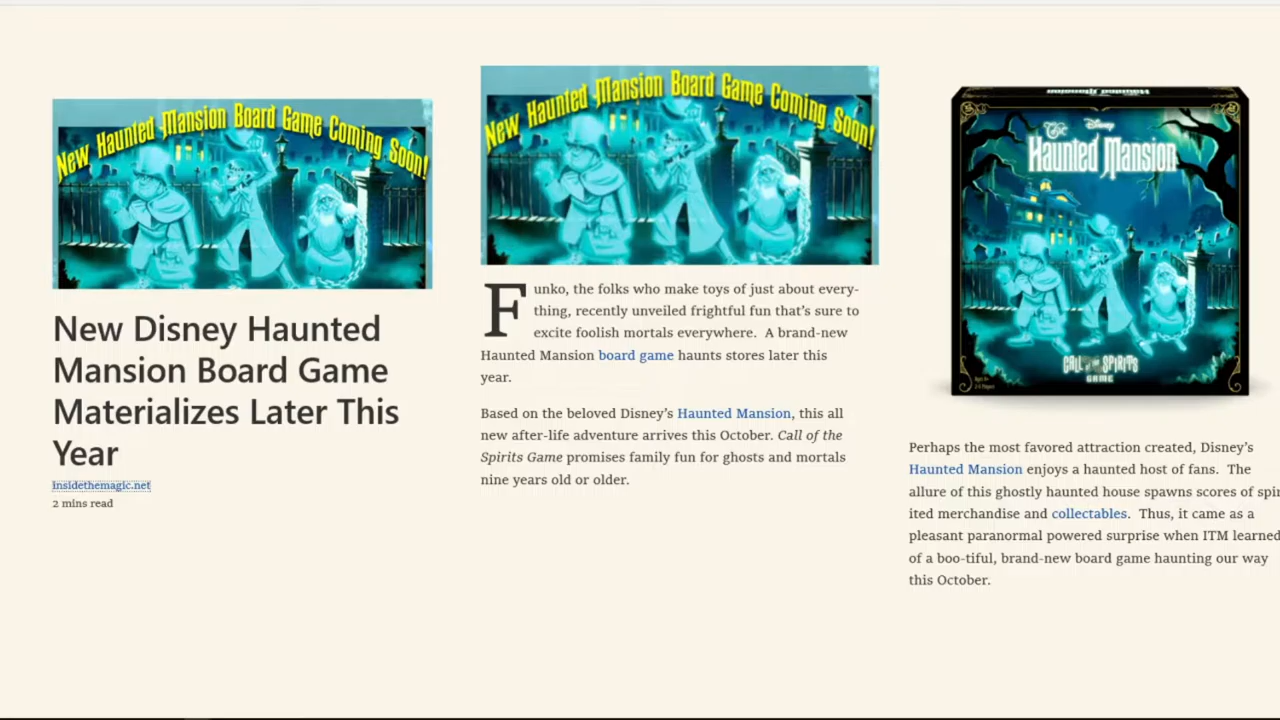 New Haunted Mansion Board Game Coming Soon!
New Disney Haunted
Mansion Board Game
Materializes Later This
Year
insidethemagic.net
2 mins read
New Haunted Mansion Board Game Coming Soon!
Funko, the folks who make toys of just about every-
thing, recently unveiled frightful fun that's sure to
excite foolish mortals everywhere. A brand-new
Haunted Mansion board game haunts stores later this
year.
Based on the beloved Disney's Haunted Mansion, this all
new after-life adventure arrives this October. Call of the
Spirits Game promises family fun for ghosts and mortals
nine years old or older.
Haunted Mansion
Disney
The
Haunted Mansion
CALL OF THE SPIRITS
GAME
Perhaps the most favored attraction created, Disney's
Haunted Mansion enjoys a haunted host of fans. The
allure of this ghostly haunted house spawns scores of spir
ited merchandise and collectables. Thus, it came as a
pleasant paranormal powered surprise when ITM learned
of a boo-tiful, brand-new board game haunting our way
this October.